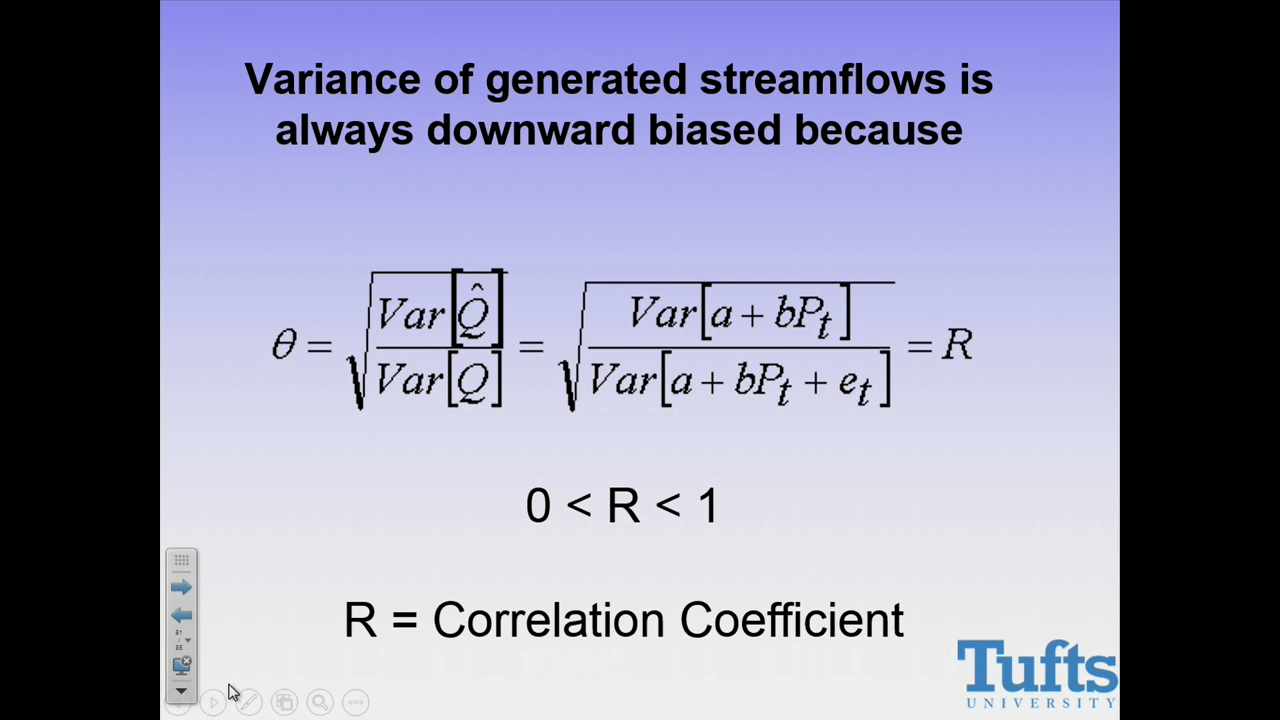 Variance of generated streamflows is
always downward biased because
θ = √(Var[Q̂] / Var[Q]) = √(Var[a + bP_t] / Var[a + bP_t + e_t]) = R
0 < R < 1
R = Correlation Coefficient
Tufts
UNIVERSITY